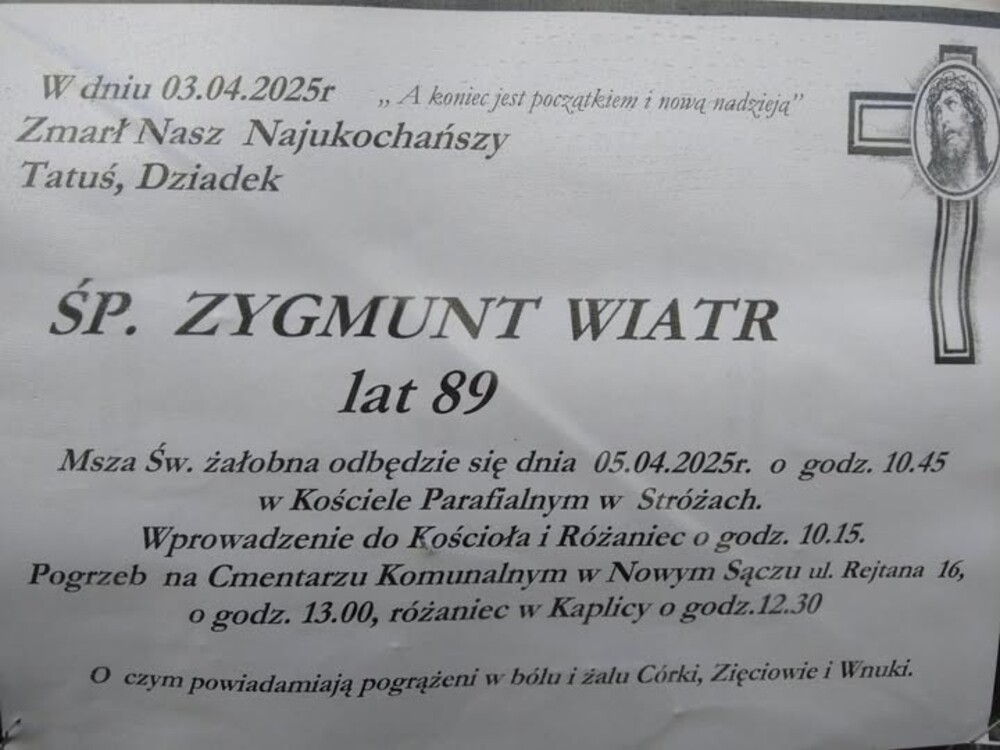 W dniu 03.04.2025r
„ A koniec jest początkiem i nową nadzieją”
Zmarł Nasz Najukochańszy
Tatuś, Dziadek
ŚP. ZYGMUNT WIATR
lat 89
Msza Św. żałobna odbędzie się dnia 05.04.2025r. o godz. 10.45
w Kościele Parafialnym w Stróżach.
Wprowadzenie do Kościoła i Różaniec o godz. 10.15.
Pogrzeb na Cmentarzu Komunalnym w Nowym Sączu ul. Rejtana 16,
o godz. 13.00, różaniec w Kaplicy o godz.12.30
O czym powiadamiają pogrążeni w bólu i żalu Córki, Zięciowie i Wnuki.